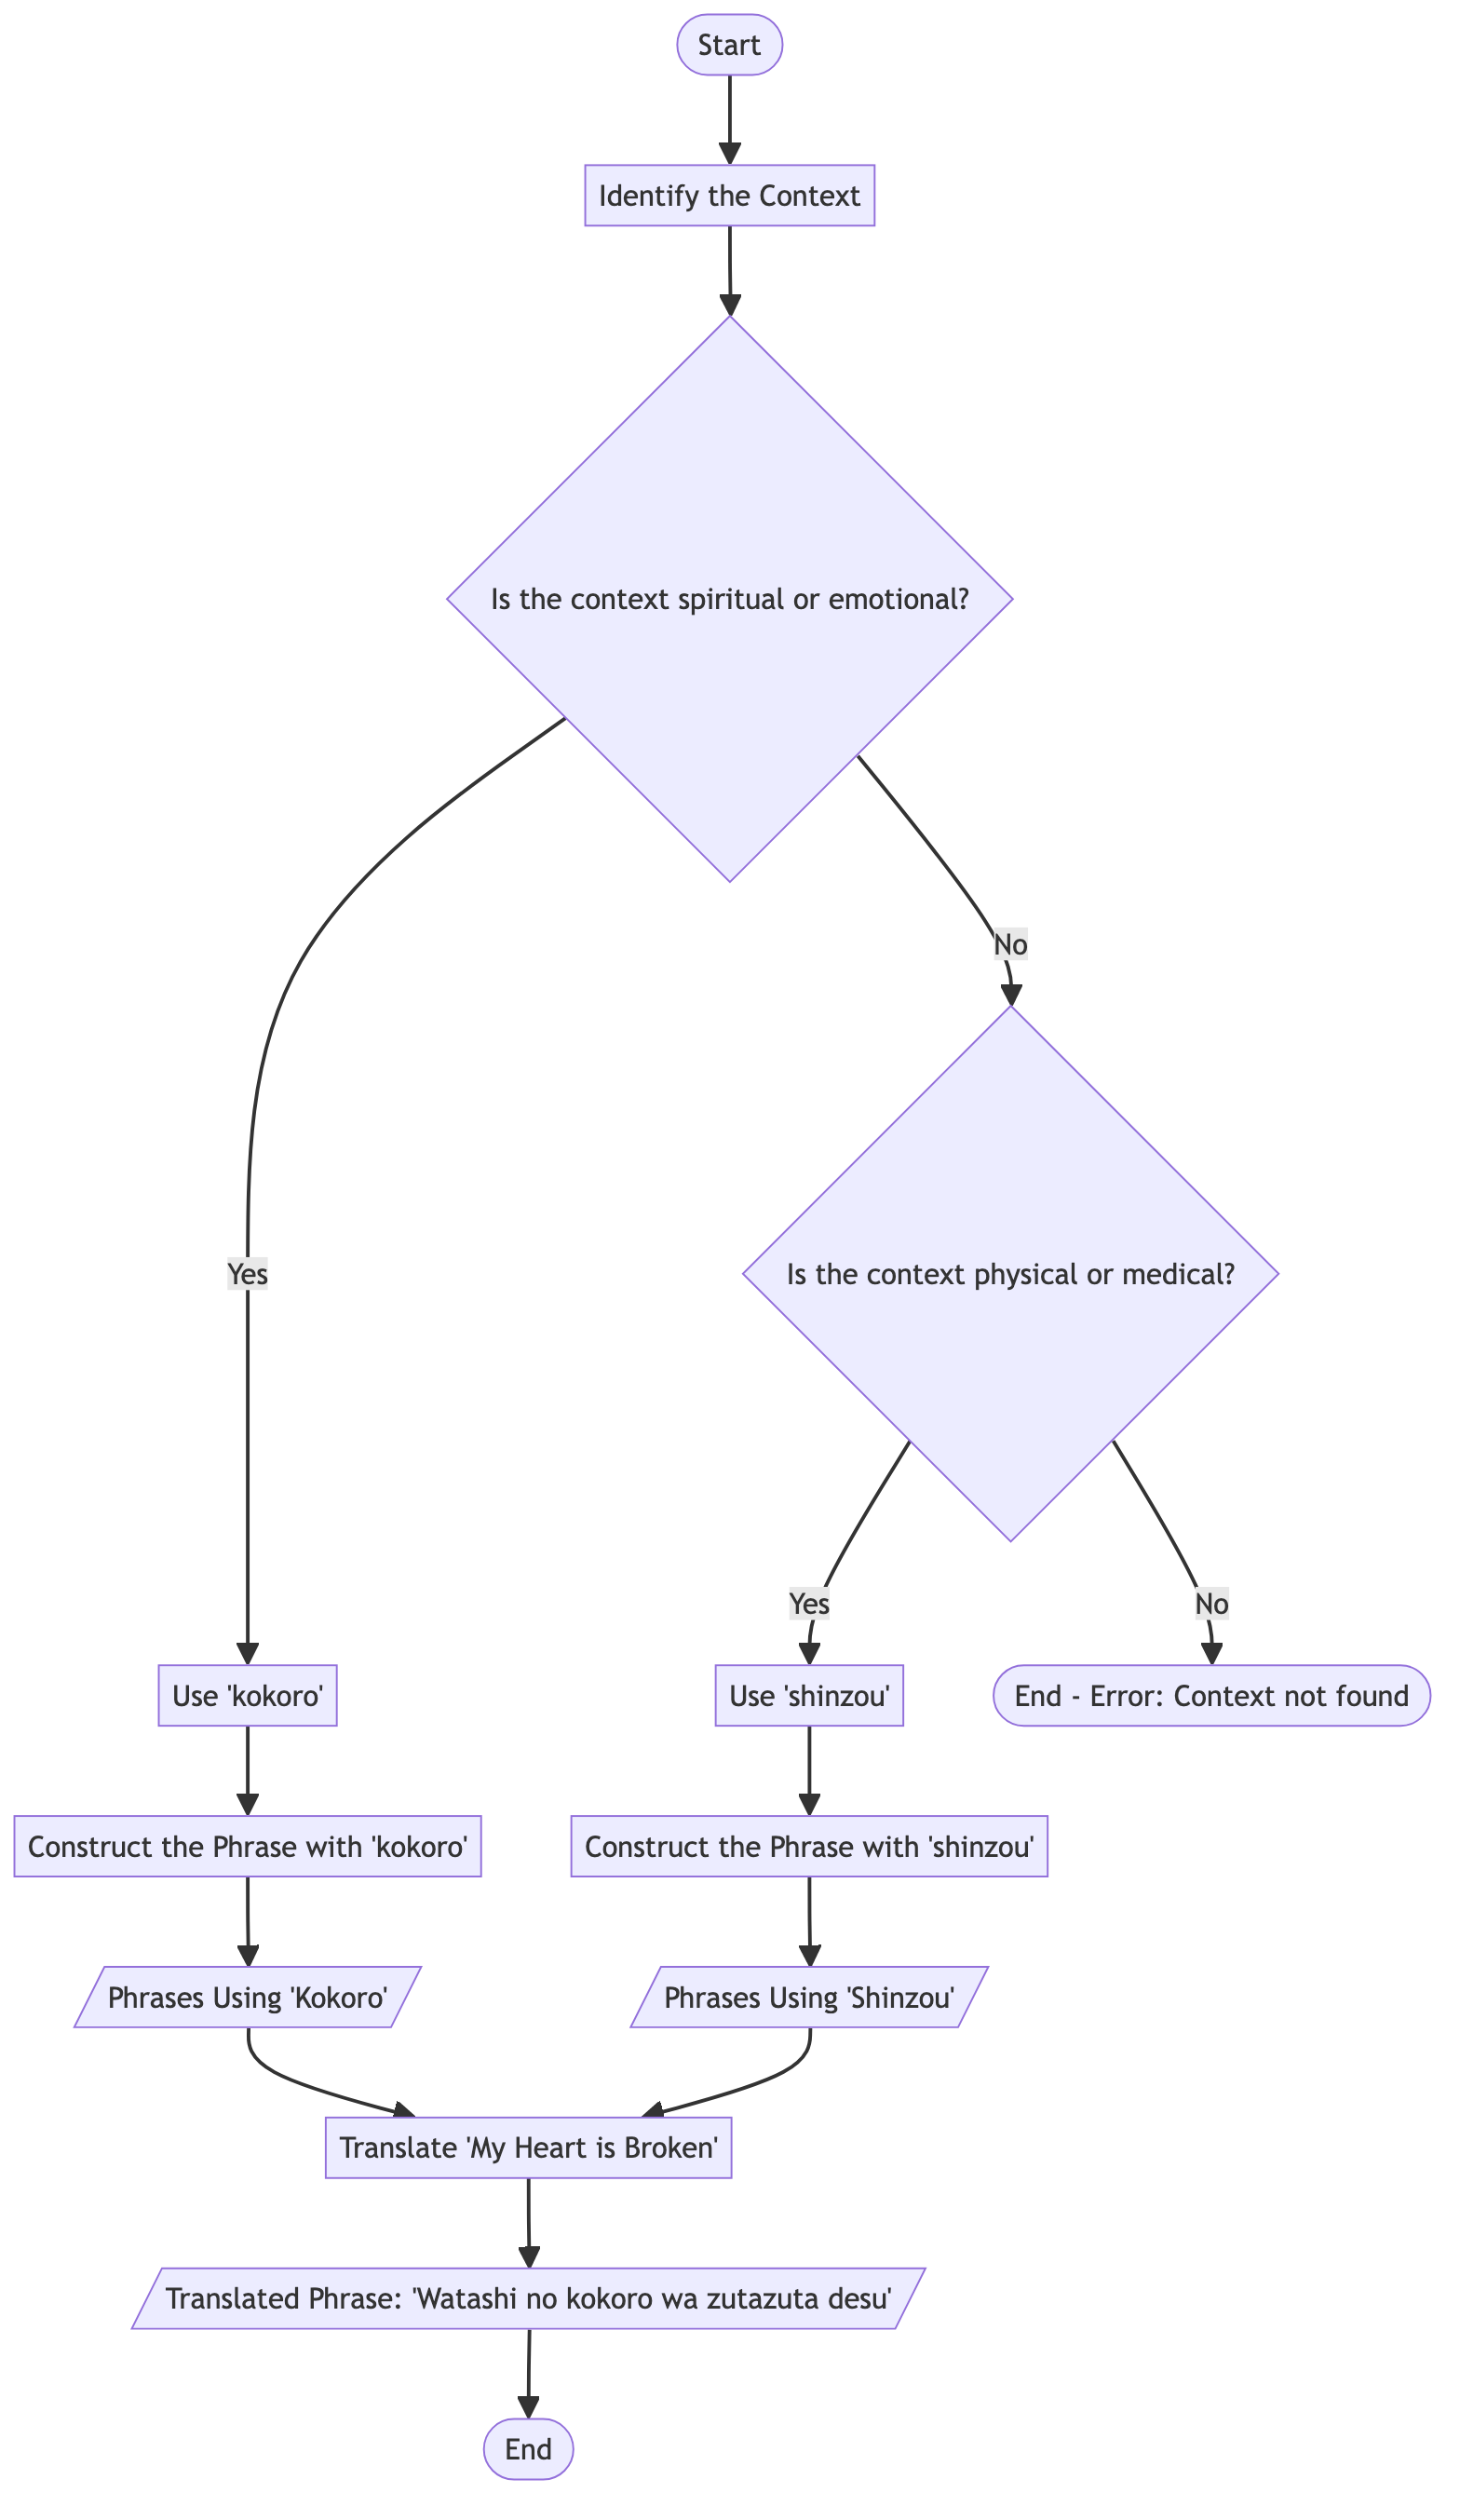 Start
Identify the Context
Is the context spiritual or emotional?
No
Yes
Is the context physical or medical?
Yes
No
Use 'kokoro'
Use 'shinzou'
End - Error: Context not found
Construct the Phrase with 'kokoro'
Construct the Phrase with 'shinzou'
Phrases Using 'Kokoro'
Phrases Using 'Shinzou'
Translate 'My Heart is Broken'
Translated Phrase: 'Watashi no kokoro wa zutazuta desu'
End